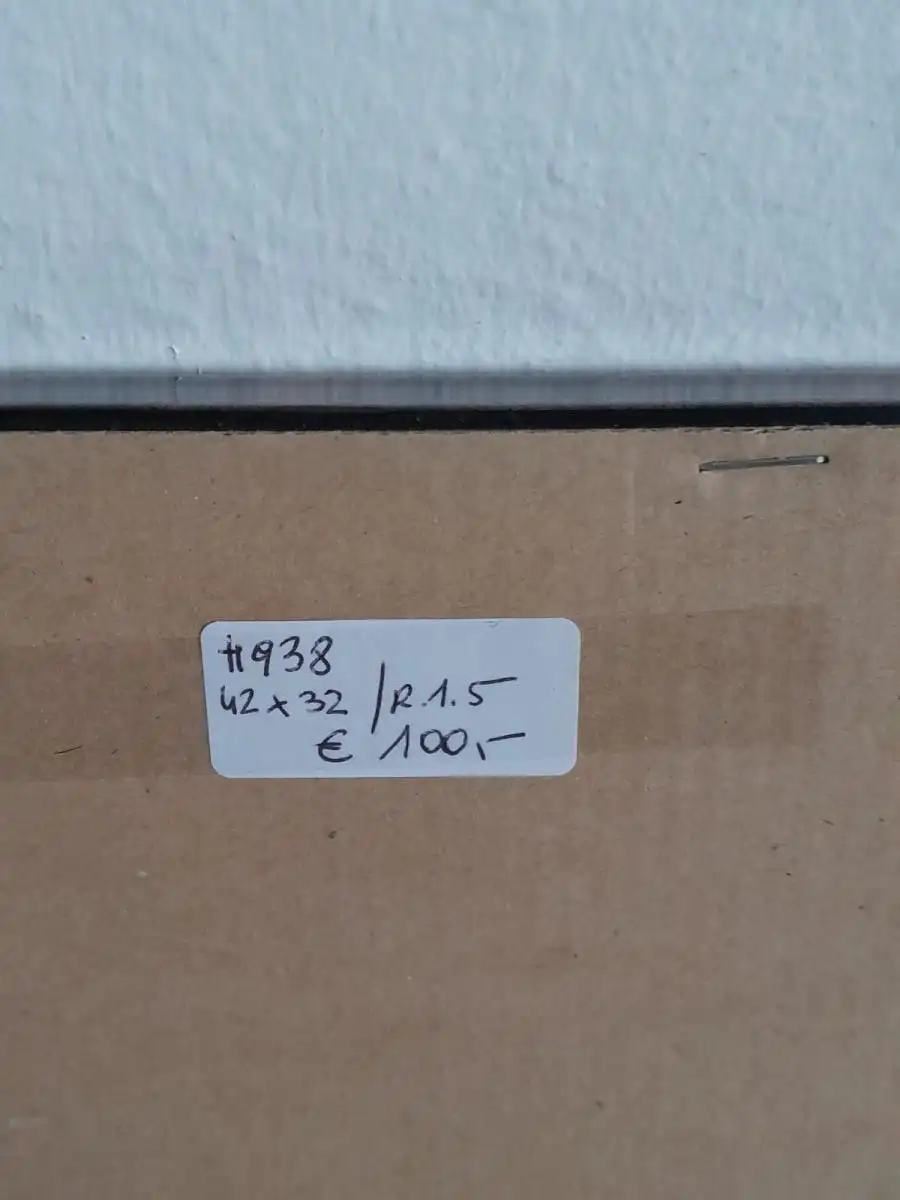 #938
42 x 32 / R.1.5
€ 100,-